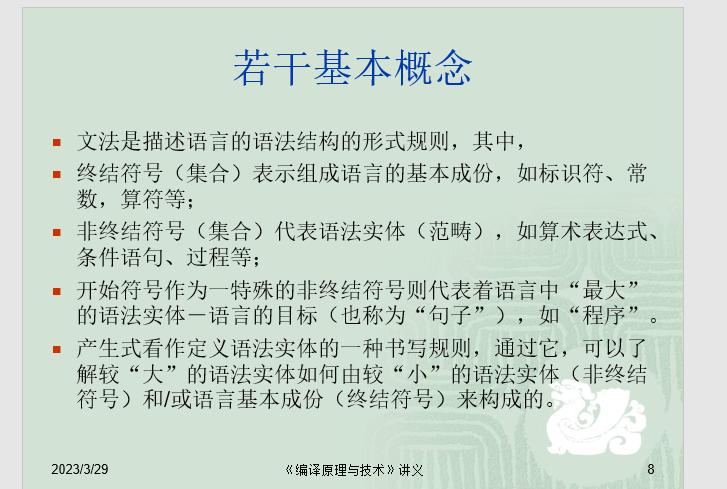 若干基本概念
文法是描述语言的语法结构的形式规则，其中，
终结符号（集合）表示组成语言的基本成份，如标识符、常
数，算符等；
非终结符号（集合）代表语法实体（范畴），如算术表达式、
条件语句、过程等；
开始符号作为一特殊的非终结符号则代表着语言中“最大”
的语法实体－语言的目标（也称为“句子”），如“程序”。
产生式看作定义语法实体的一种书写规则，通过它，可以了
解较“大”的语法实体如何由较“小”的语法实体（非终结
符号）和/或语言基本成份（终结符号）来构成的。
2023/3/29
《编译原理与技术》讲义
8